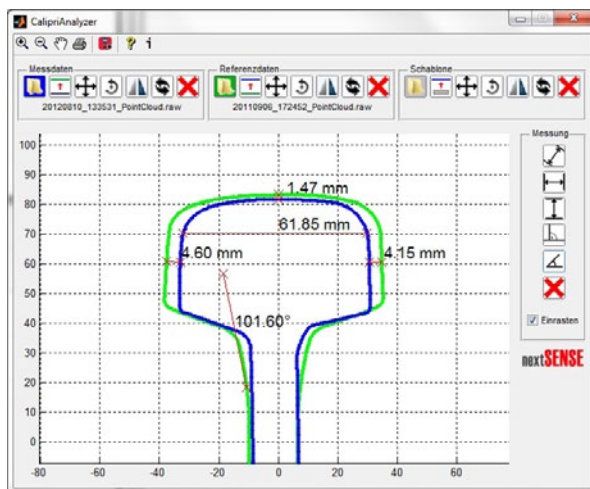 CalipriAnalyzer
Messdaten
Referenzdaten
Schablone
20120810_133531_PointCloud.raw
20110906_172452_PointCloud.raw
Messung
100
90
80
70
60
50
40
30
20
10
0
1.47 mm
61.85 mm
4.60 mm
4.15 mm
101.60°
Einrasten
nextSENSE
-80
-60
-40
-20
0
20
40
60